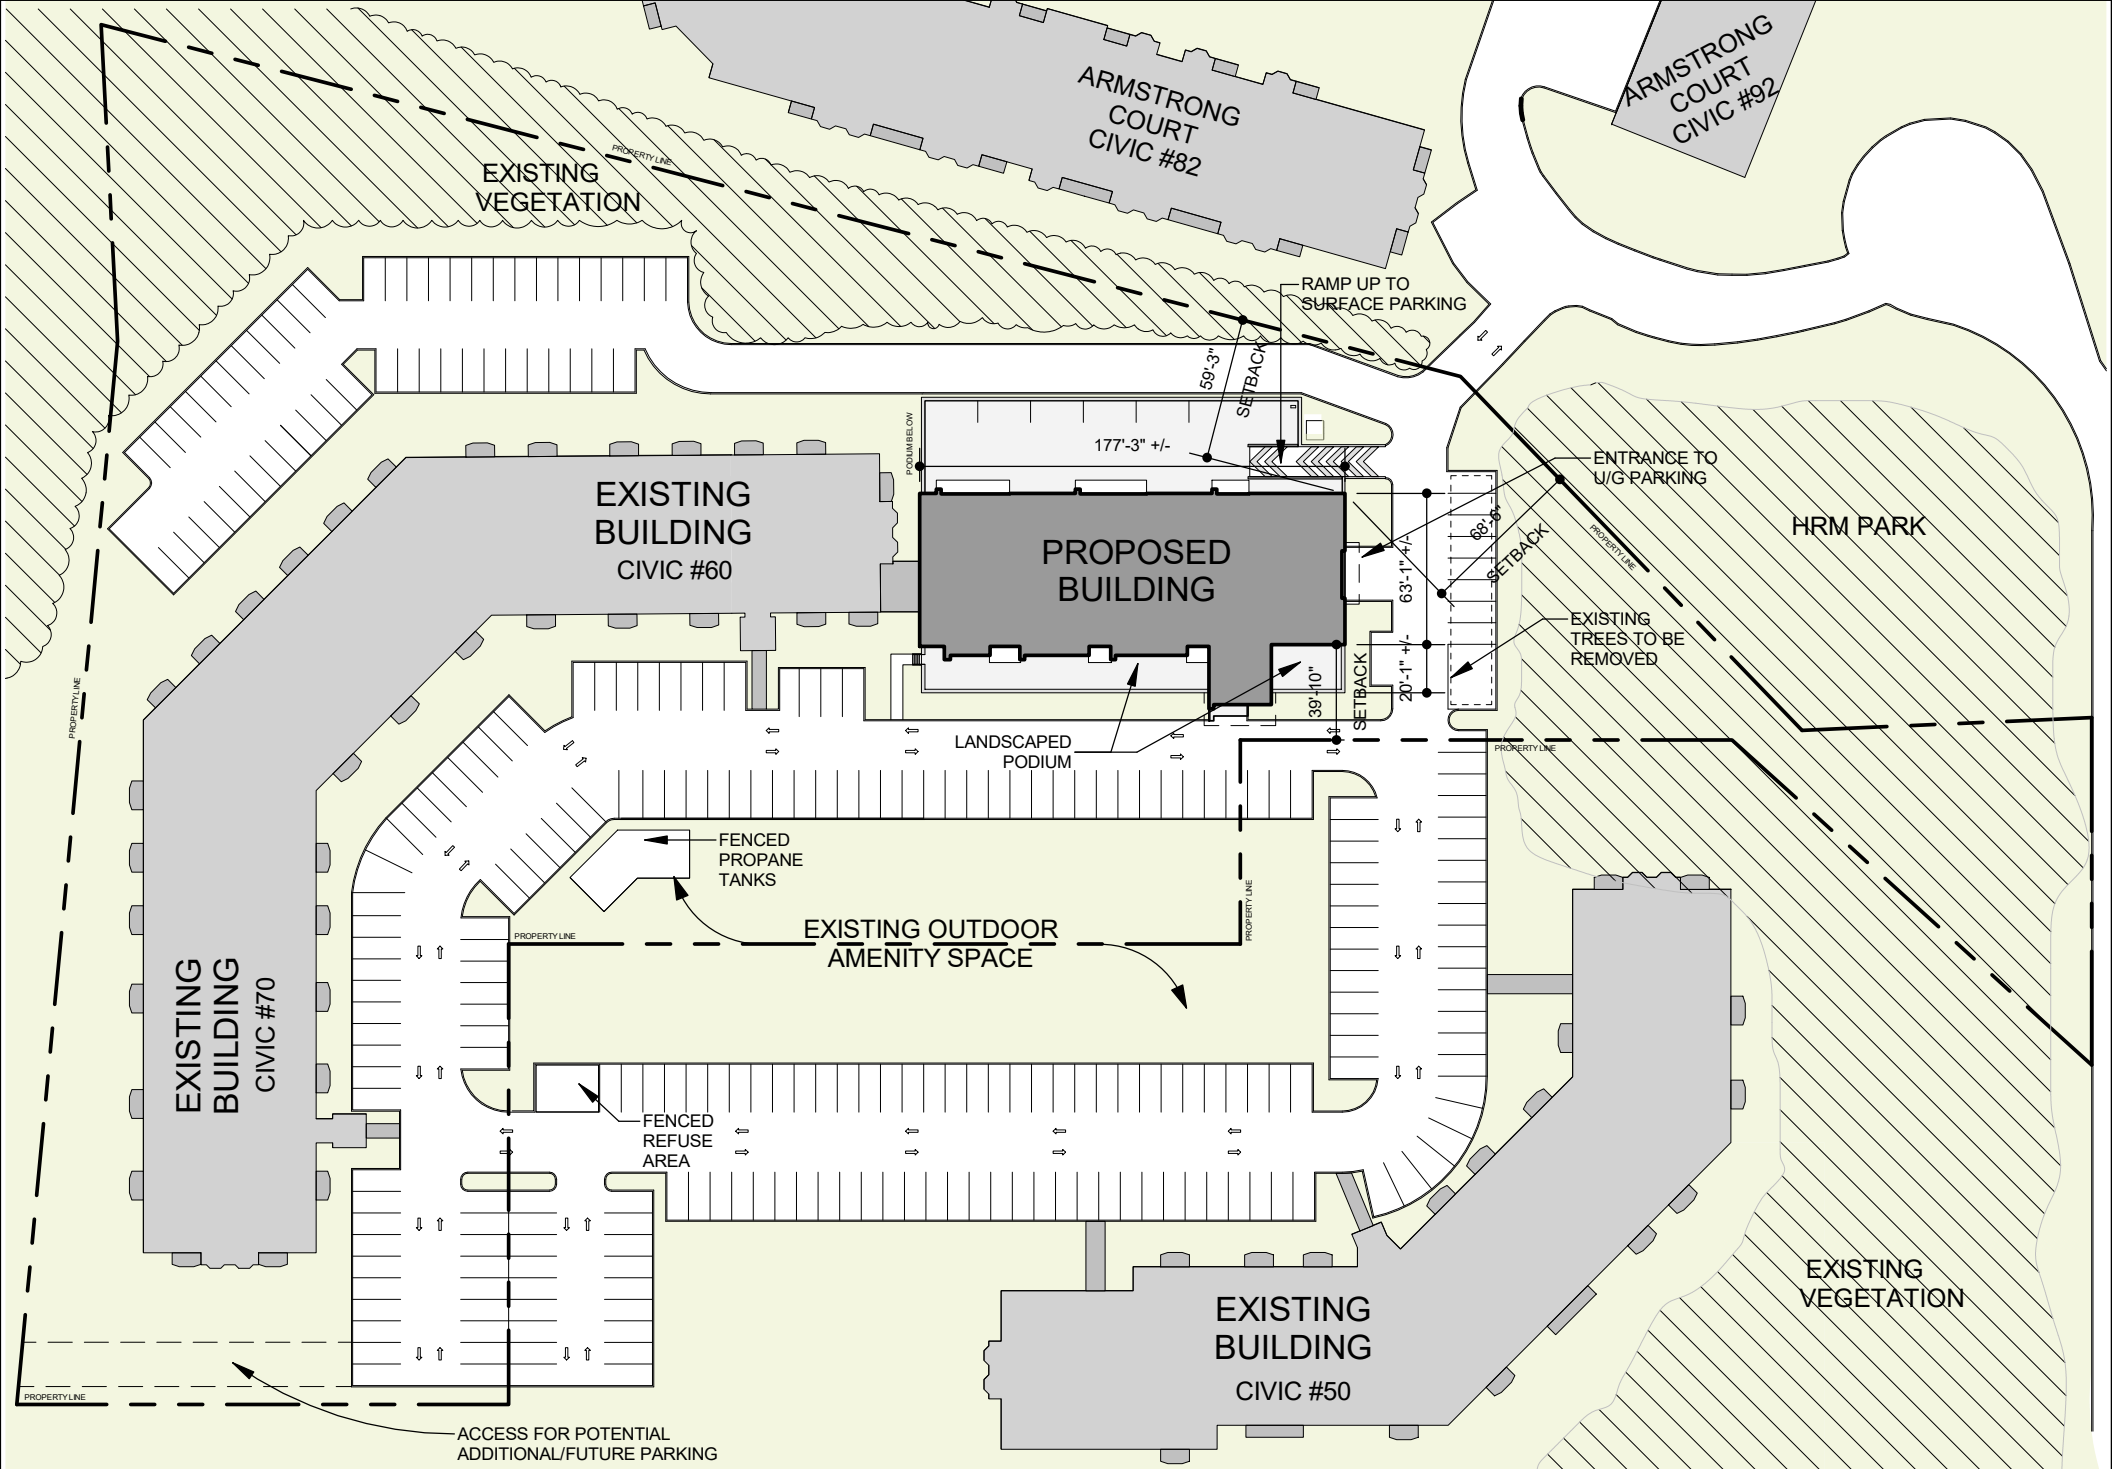 ARMSTRONG
COURT
CIVIC #82
ARMSTRONG
COURT
CIVIC #92
PROPERTY LINE
EXISTING
VEGETATION
RAMP UP TO
SURFACE PARKING
59'-3"
SETBACK
PODIUM BELOW
177'-3" +/-
ENTRANCE TO
U/G PARKING
EXISTING
BUILDING
CIVIC #60
PROPOSED
BUILDING
68'-6"
SETBACK
PROPERTY LINE
HRM PARK
63'-1" +/-
EXISTING
TREES TO BE
REMOVED
20'-1" +/-
39'-10"
SETBACK
PROPERTY LINE
LANDSCAPED
PODIUM
PROPERTY LINE
FENCED
PROPANE
TANKS
EXISTING OUTDOOR
AMENITY SPACE
PROPERTY LINE
PROPERTY LINE
EXISTING
BUILDING
CIVIC #70
FENCED
REFUSE
AREA
EXISTING
BUILDING
CIVIC #50
EXISTING
VEGETATION
PROPERTY LINE
ACCESS FOR POTENTIAL
ADDITIONAL/FUTURE PARKING